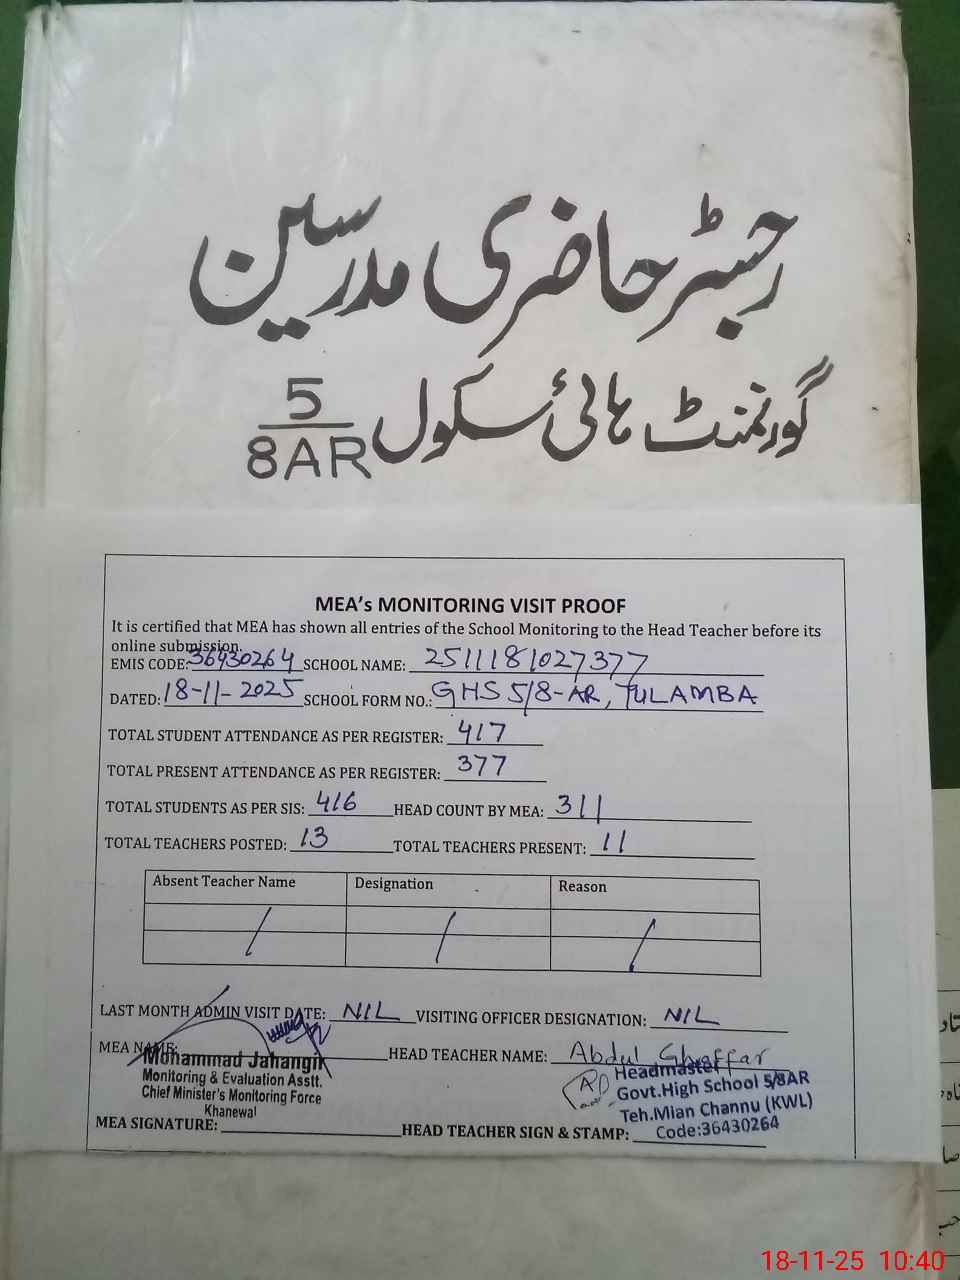 رجسٹر حاضری مدرسین
گورنمنٹ ہائی سکول 5/8AR
MEA's MONITORING VISIT PROOF
It is certified that MEA has shown all entries of the School Monitoring to the Head Teacher before its
online submission.
EMIS CODE: 36430264 SCHOOL NAME: 2511181027377
DATED: 18-11-2025 SCHOOL FORM NO.: GHS 5/8-AR, TULAMBA
TOTAL STUDENT ATTENDANCE AS PER REGISTER: 417
TOTAL PRESENT ATTENDANCE AS PER REGISTER: 377
TOTAL STUDENTS AS PER SIS: 416 HEAD COUNT BY MEA: 311
TOTAL TEACHERS POSTED: 13 TOTAL TEACHERS PRESENT: 11
Absent Teacher Name Designation Reason
/ / /
LAST MONTH ADMIN VISIT DATE: NIL VISITING OFFICER DESIGNATION: NIL
MEA NAME: HEAD TEACHER NAME: Abdul Ghaffar
Mohammad Jahangir
Monitoring & Evaluation Asstt.
Chief Minister's Monitoring Force
Khanewal
Headmaster
Govt.High School 5/8AR
Teh.Mian Channu (KWL)
Code:36430264
MEA SIGNATURE: HEAD TEACHER SIGN & STAMP:
18-11-25 10:40